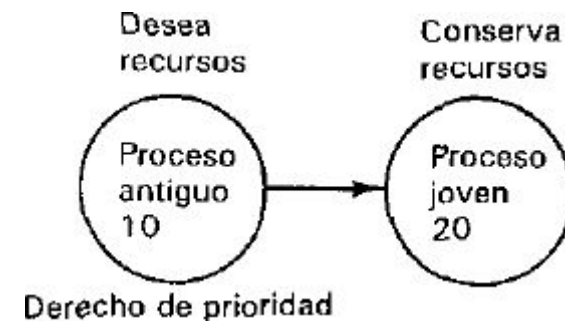 Desea
recursos
Conserva
recursos
Proceso
antiguo
10
Proceso
joven
20
Derecho de prioridad